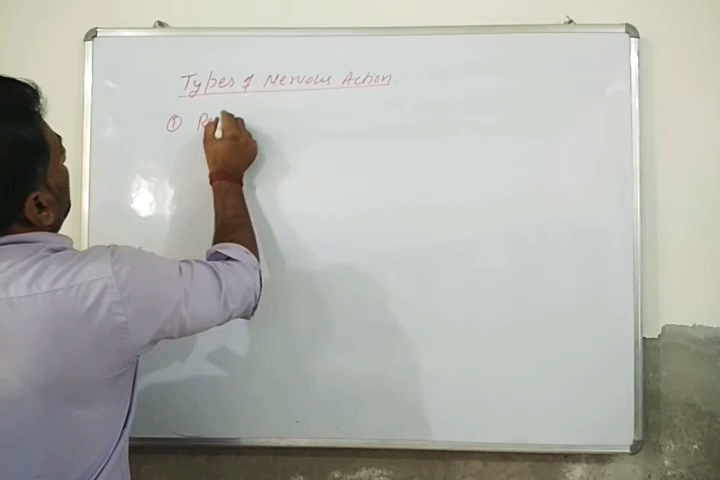 Types of Nervous Action
①